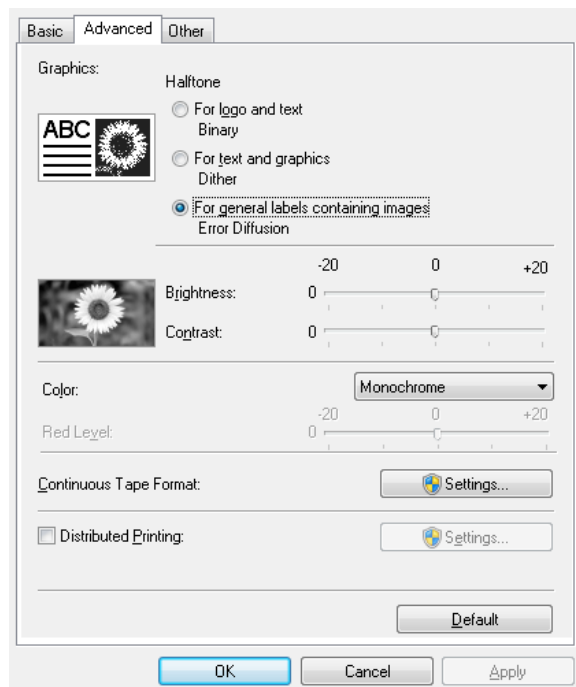 Basic Advanced Other
Graphics:
Halftone
For logo and text
Binary
ABC
For text and graphics
Dither
For general labels containing images
Error Diffusion
-20 0 +20
Brightness: 0
Contrast: 0
Color: Monochrome
-20 0 +20
Red Level: 0
Continuous Tape Format: Settings...
Distributed Printing: Settings...
Default
OK Cancel Apply